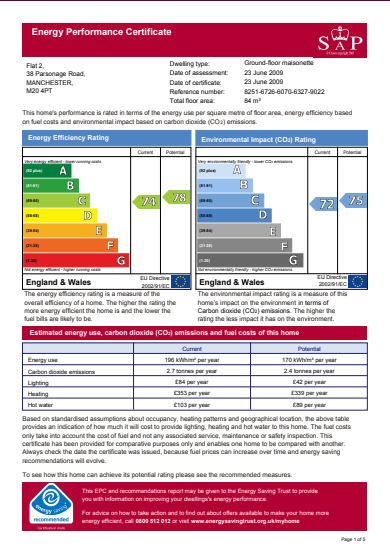 Energy Performance Certificate
SAP
Flat 2,
38 Parsonage Road,
MANCHESTER,
M20 4PT
Dwelling type: Ground-floor maisonette
Date of assessment: 23 June 2009
Date of certificate: 23 June 2009
Reference number: 8251-6726-6070-6327-9022
Total floor area: 84 m²
This home's performance is rated in terms of the energy use per square metre of floor area, energy efficiency based
on fuel costs and environmental impact based on carbon dioxide (CO₂) emissions.
Energy Efficiency Rating
Current Potential
Very energy efficient - lower running costs
(92 plus) A
(81-91) B
(69-80) C
(55-68) D
(39-54) E
(21-38) F
(1-20) G
74
78
Not energy efficient - higher running costs
England & Wales
EU Directive
2002/91/EC
The energy efficiency rating is a measure of the
overall efficiency of a home. The higher the rating the
more energy efficient the home is and the lower the
fuel bills are likely to be.
Environmental Impact (CO₂) Rating
Current Potential
Very environmentally friendly - lower CO₂ emissions
(92 plus) A
(81-91) B
(69-80) C
(55-68) D
(39-54) E
(21-38) F
(1-20) G
72
75
Not environmentally friendly - higher CO₂ emissions
England & Wales
EU Directive
2002/91/EC
The environmental impact rating is a measure of this
home's impact on the environment in terms of
Carbon dioxide (CO₂) emissions. The higher the
rating the less impact it has on the environment.
Estimated energy use, carbon dioxide (CO₂) emissions and fuel costs of this home
Current Potential
Energy use 196 kWh/m² per year 170 kWh/m² per year
Carbon dioxide emissions 2.7 tonnes per year 2.4 tonnes per year
Lighting £84 per year £42 per year
Heating £353 per year £339 per year
Hot water £103 per year £89 per year
Based on standardised assumptions about occupancy, heating patterns and geographical location, the above table
provides an indication of how much it will cost to provide lighting, heating and hot water to this home. The fuel costs
only take into account the cost of fuel and not any associated service, maintenance or safety inspection. This
certificate has been provided for comparative purposes only and enables one home to be compared with another.
Always check the date the certificate was issued, because fuel prices can increase over time and energy saving
recommendations will evolve.
To see how this home can achieve its potential rating please see the recommended measures.
energy saving
recommended
Certification mark
This EPC and recommendations report may be given to the Energy Saving Trust to provide
you with information on improving your dwellings's energy performance.
For advice on how to take action and to find out about offers available to make your home more
energy efficient, call 0800 512 012 or visit www.energysavingtrust.org.uk/myhome
Page 1 of 5